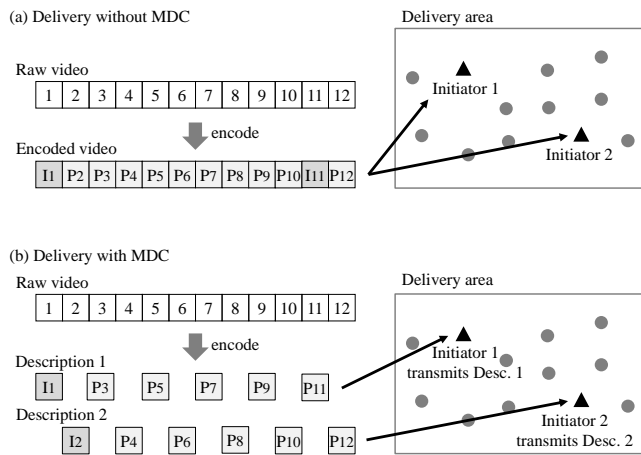 (a) Delivery without MDC
Delivery area
Raw video
1 2 3 4 5 6 7 8 9 10 11 12
Initiator 1
encode
Encoded video
Initiator 2
I1 P2 P3 P4 P5 P6 P7 P8 P9 P10 I11 P12
(b) Delivery with MDC
Raw video
Delivery area
1 2 3 4 5 6 7 8 9 10 11 12
encode
Initiator 1
transmits Desc. 1
Description 1
I1 P3 P5 P7 P9 P11
Description 2
Initiator 2
transmits Desc. 2
I2 P4 P6 P8 P10 P12